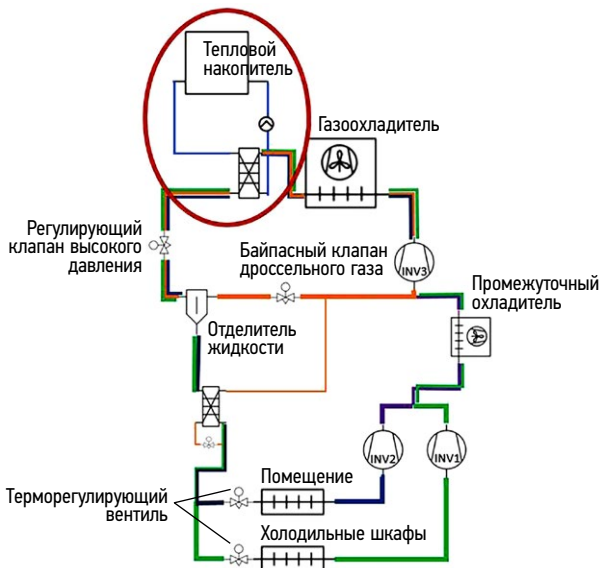 Тепловой
накопитель
Газоохладитель
Регулирующий
клапан высокого
давления
Байпасный клапан
дроссельного газа
INV3
Промежуточный
охладитель
Отделитель
жидкости
INV2
INV1
Терморегулирующий
вентиль
Помещение
Холодильные шкафы